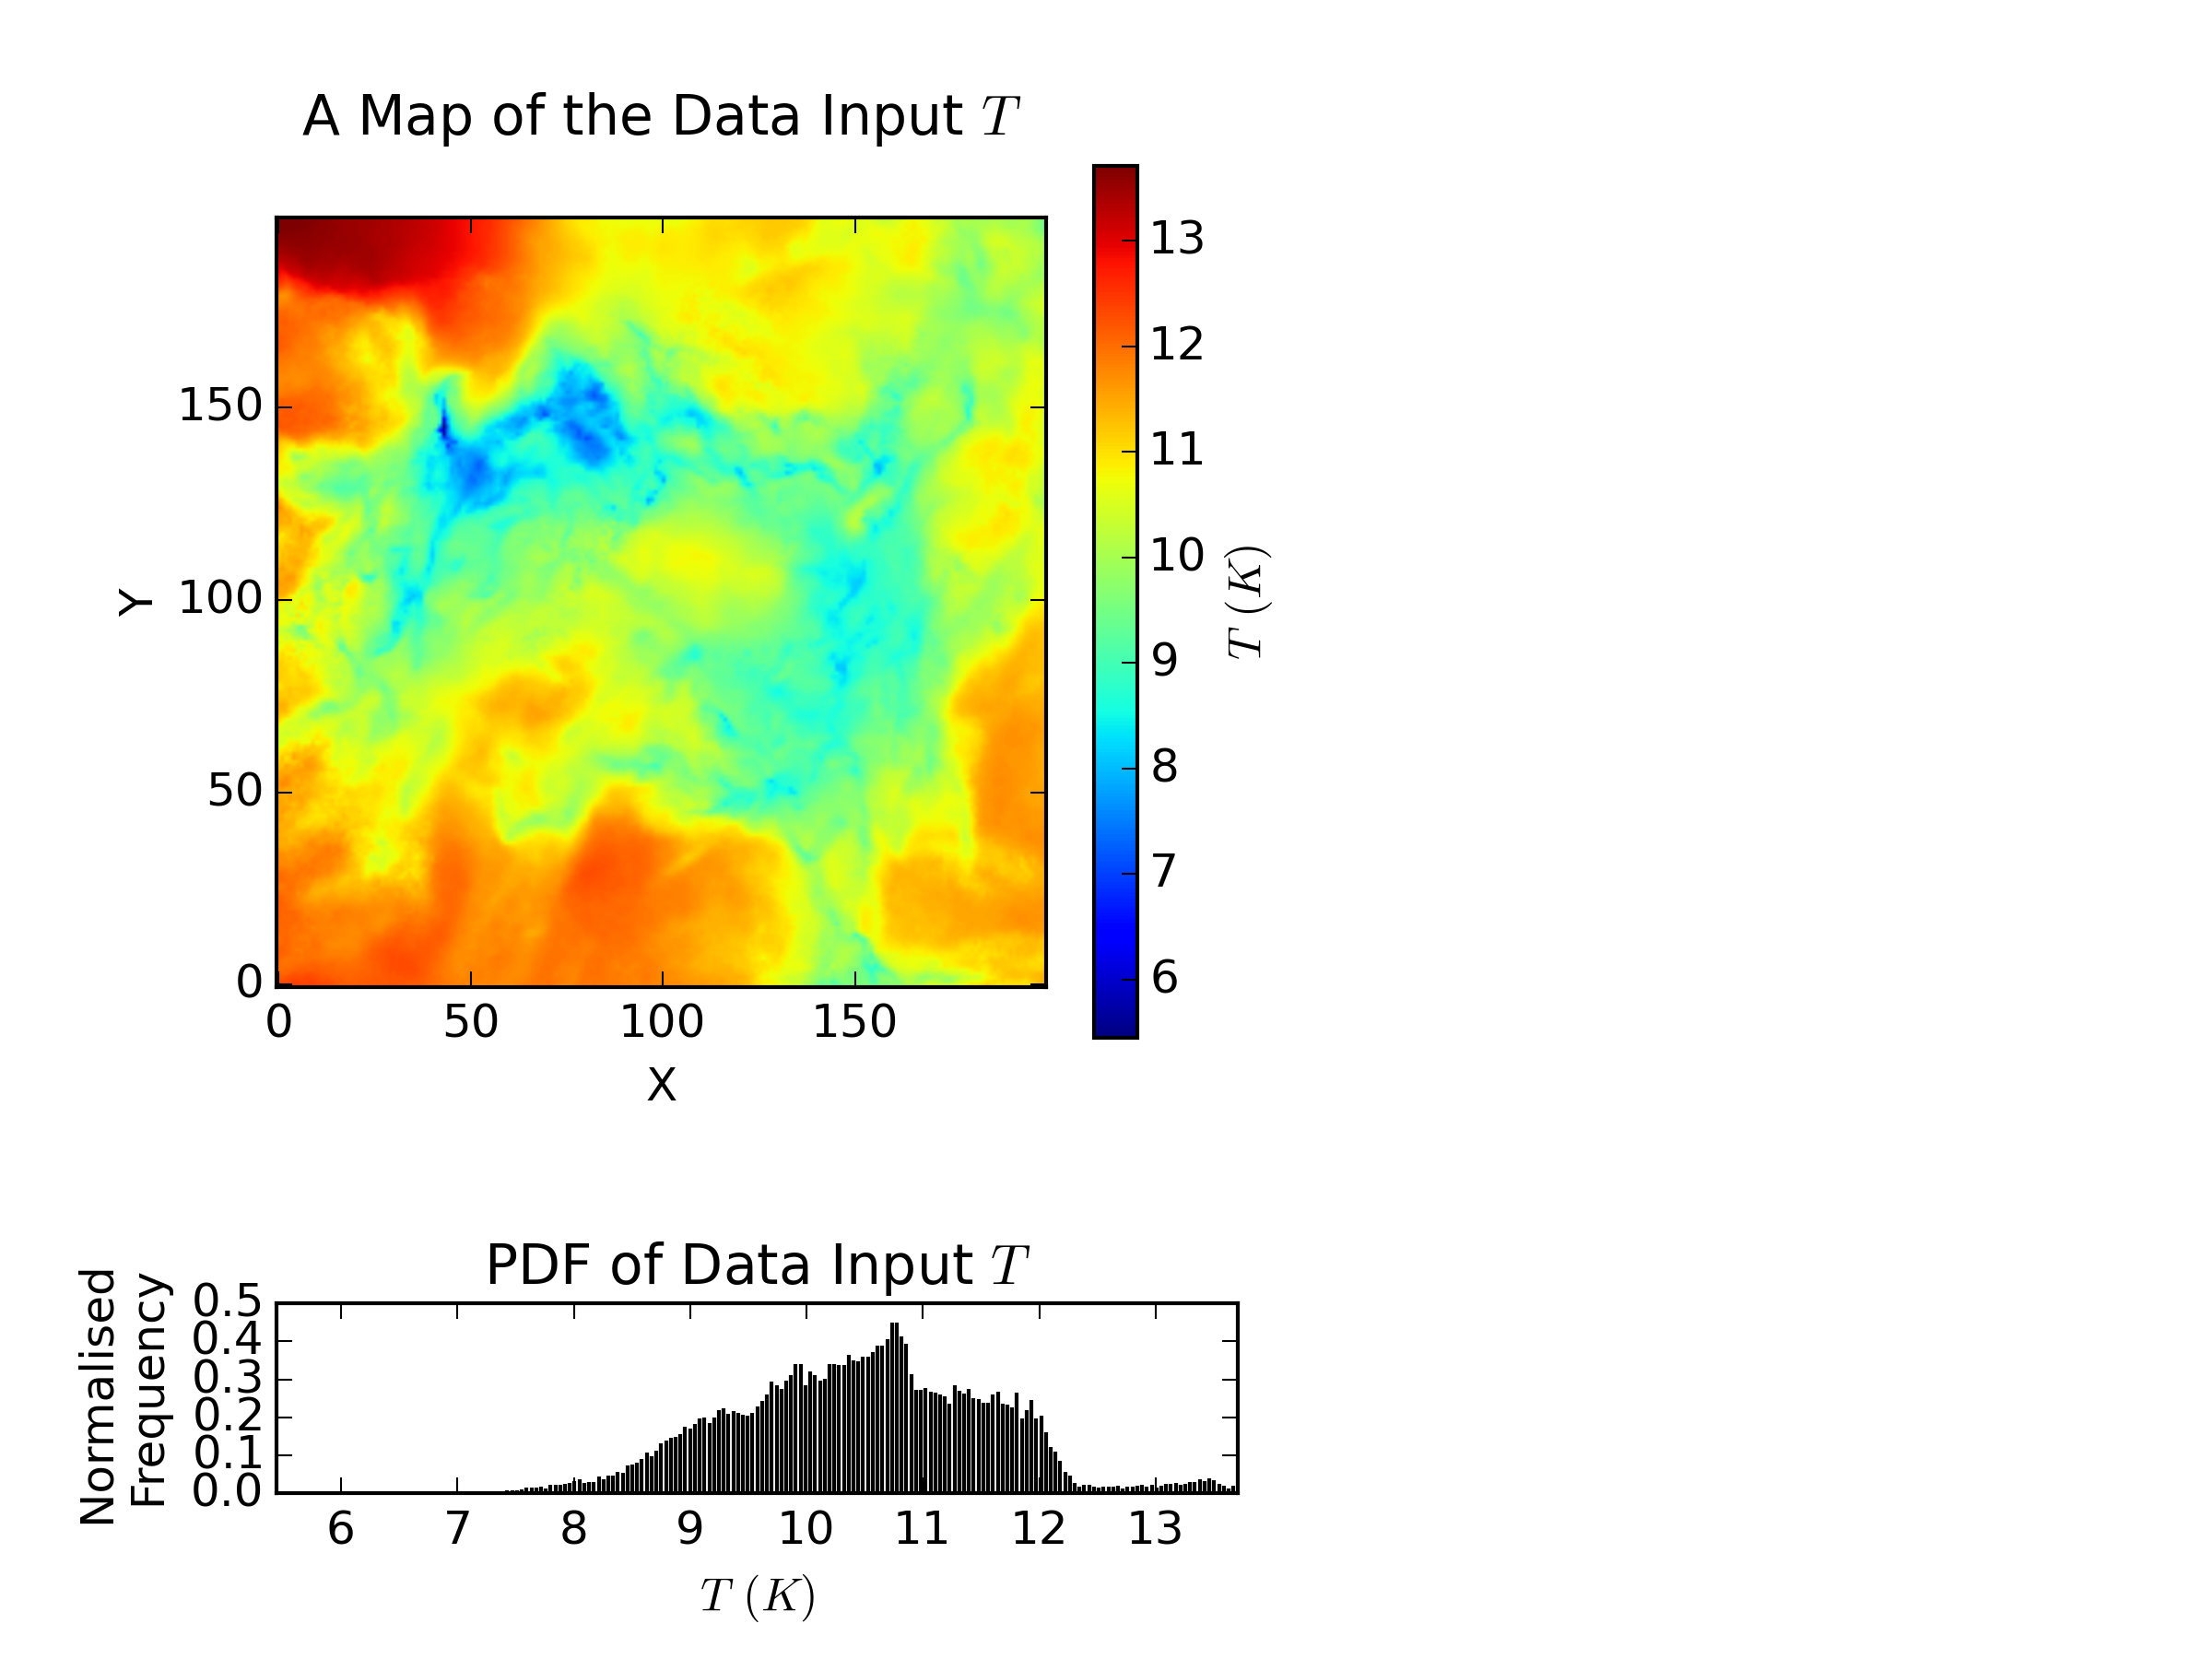 A Map of the Data Input T
13
12
11
10
9
8
7
6
T (K)
150
100
50
0
Y
0 50 100 150
X
PDF of Data Input T
Normalised
Frequency
0.5
0.4
0.3
0.2
0.1
0.0
6 7 8 9 10 11 12 13
T (K)